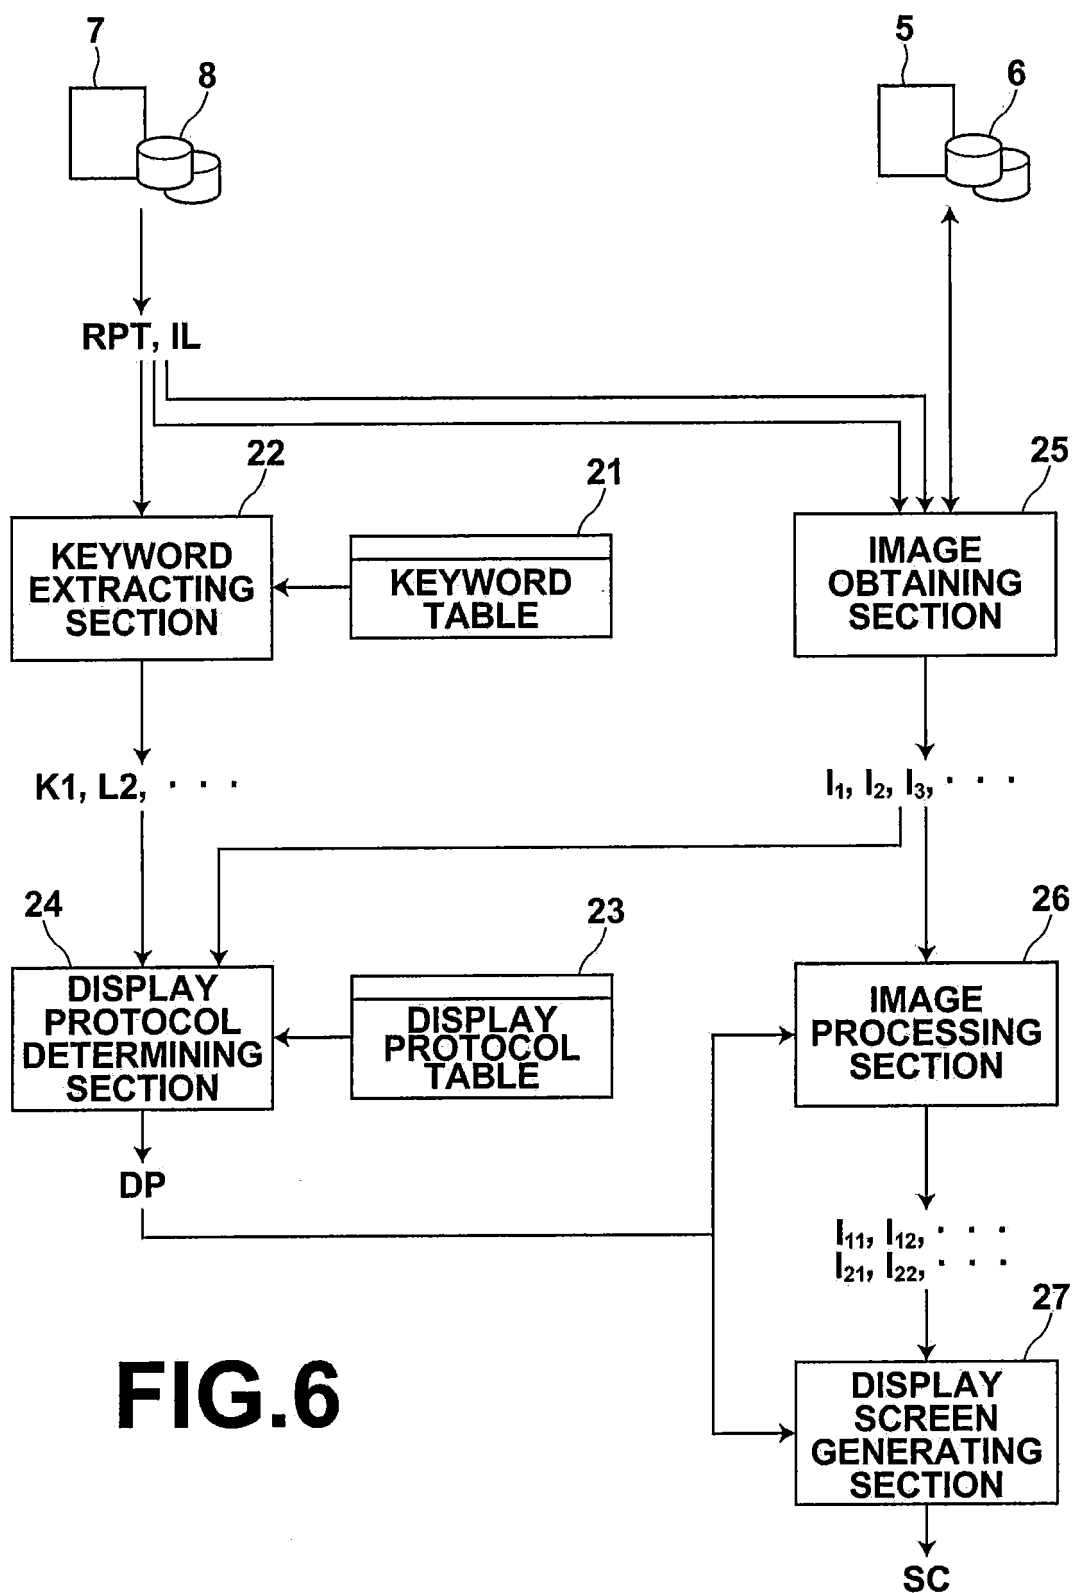 7
8
5
6
RPT, IL
22
21
25
KEYWORD
EXTRACTING
SECTION
KEYWORD
TABLE
IMAGE
OBTAINING
SECTION
K1, L2, · · ·
I1, I2, I3, · · ·
24
23
26
DISPLAY
PROTOCOL
DETERMINING
SECTION
DISPLAY
PROTOCOL
TABLE
IMAGE
PROCESSING
SECTION
DP
I11, I12, · · ·
I21, I22, · · ·
27
DISPLAY
SCREEN
GENERATING
SECTION
FIG.6
SC